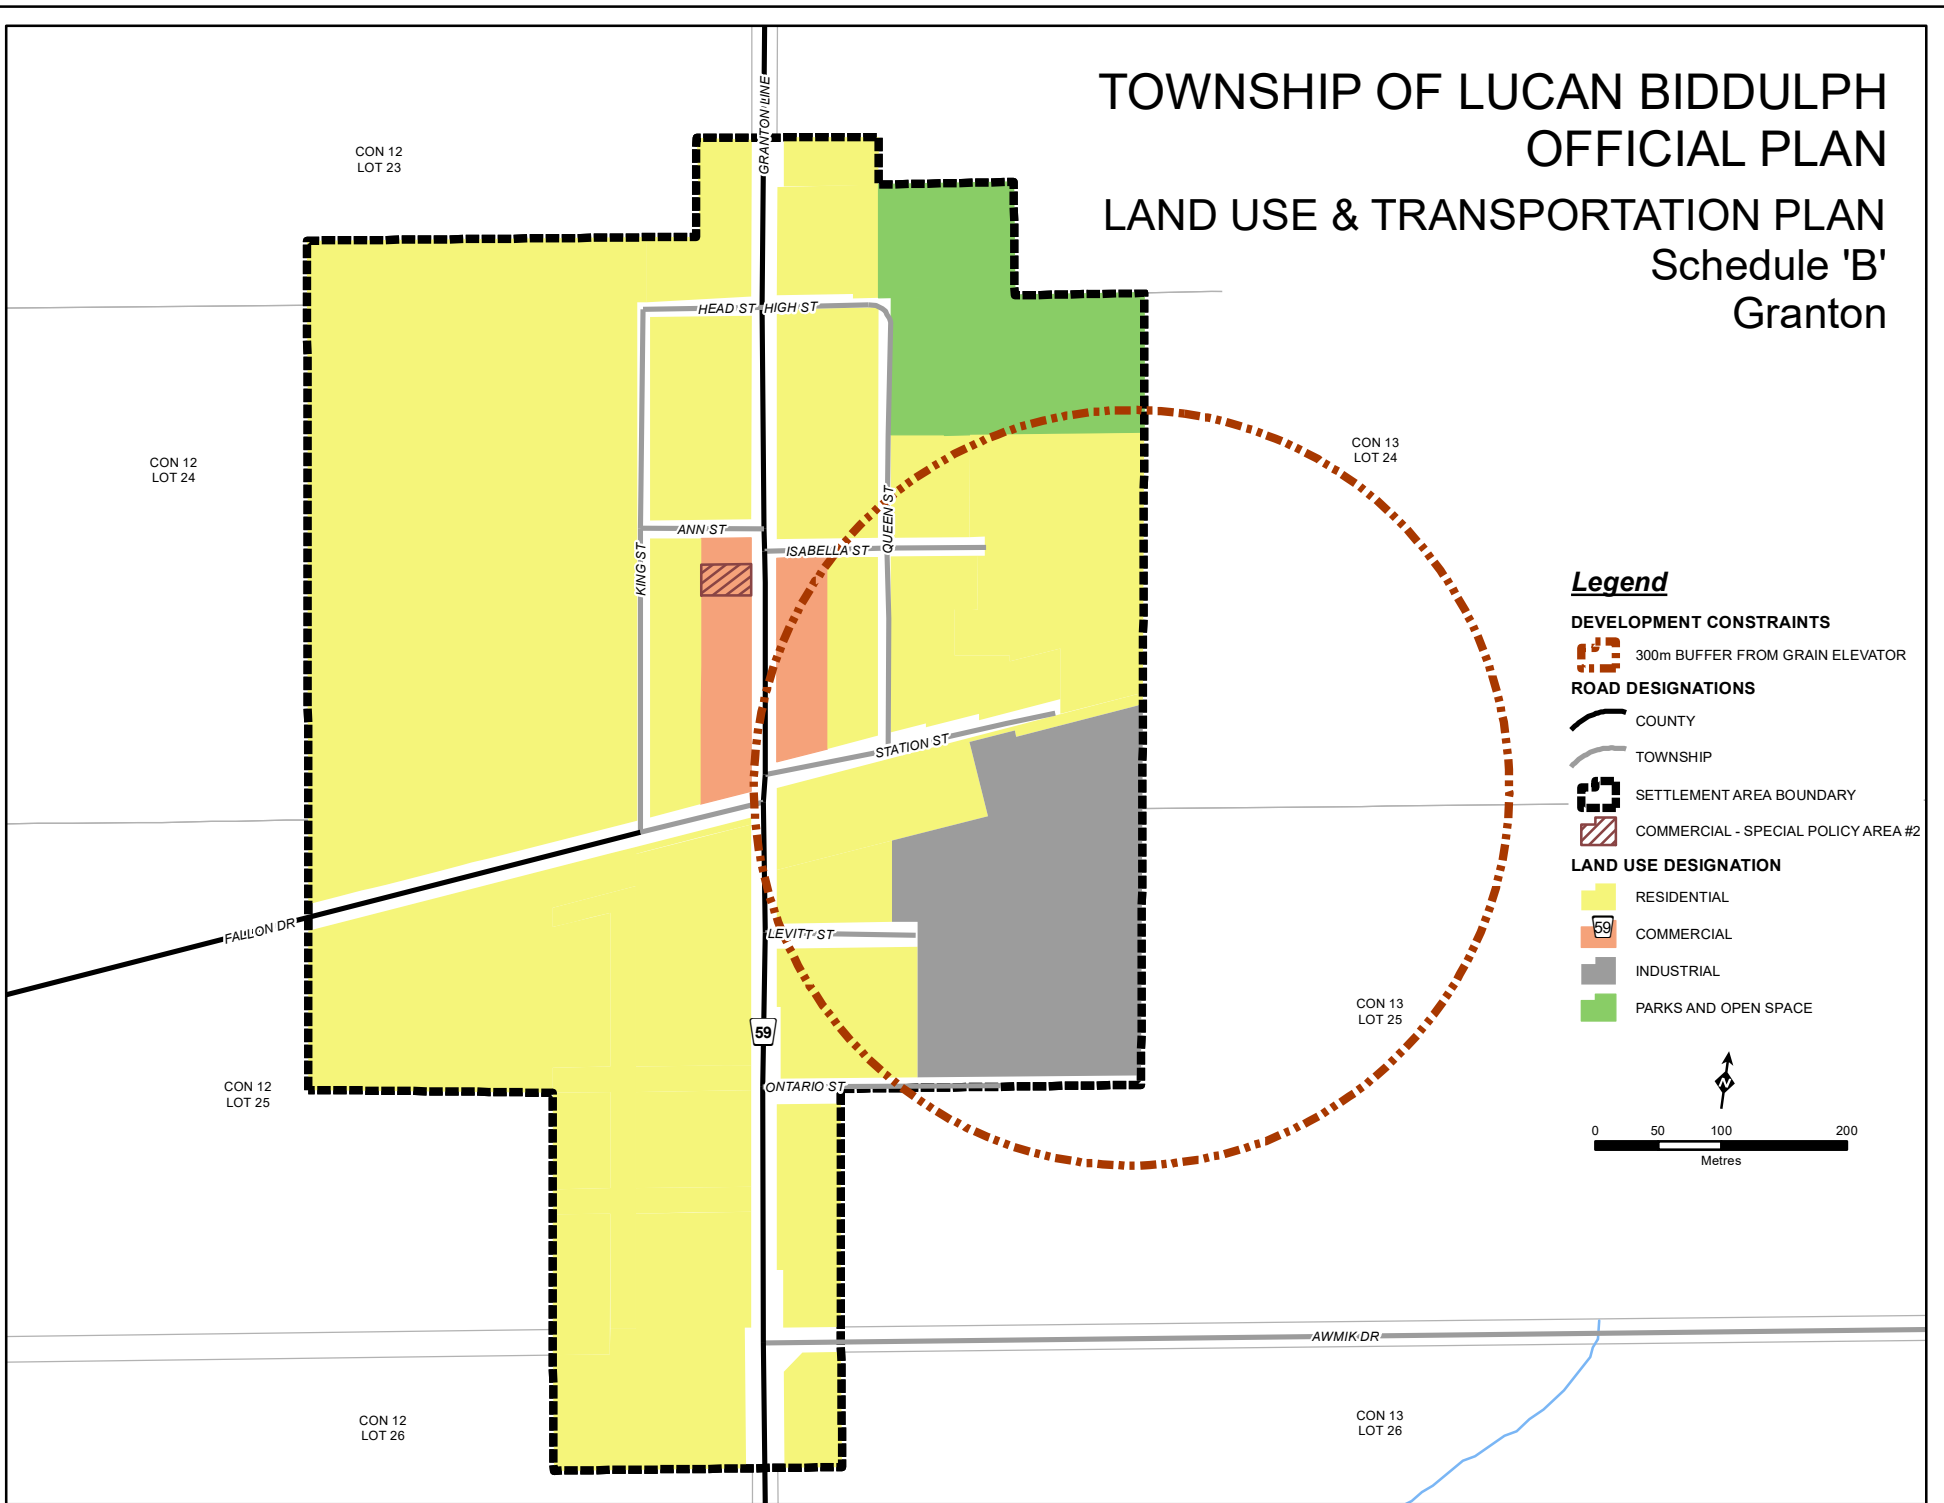 TOWNSHIP OF LUCAN BIDDULPH
OFFICIAL PLAN
LAND USE & TRANSPORTATION PLAN
Schedule 'B'
Granton
GRANTON LINE
CON 12
LOT 23
HEAD ST
HIGH ST
CON 12
LOT 24
CON 13
LOT 24
QUEEN ST
ANN ST
ISABELLA ST
KING ST
STATION ST
FALLON DR
LEVITT ST
59
ONTARIO ST
CON 12
LOT 25
CON 13
LOT 25
AWMIK DR
CON 12
LOT 26
CON 13
LOT 26
Legend
DEVELOPMENT CONSTRAINTS
300m BUFFER FROM GRAIN ELEVATOR
ROAD DESIGNATIONS
COUNTY
TOWNSHIP
SETTLEMENT AREA BOUNDARY
COMMERCIAL - SPECIAL POLICY AREA #2
LAND USE DESIGNATION
RESIDENTIAL
59
COMMERCIAL
INDUSTRIAL
PARKS AND OPEN SPACE
N
0 50 100 200
Metres